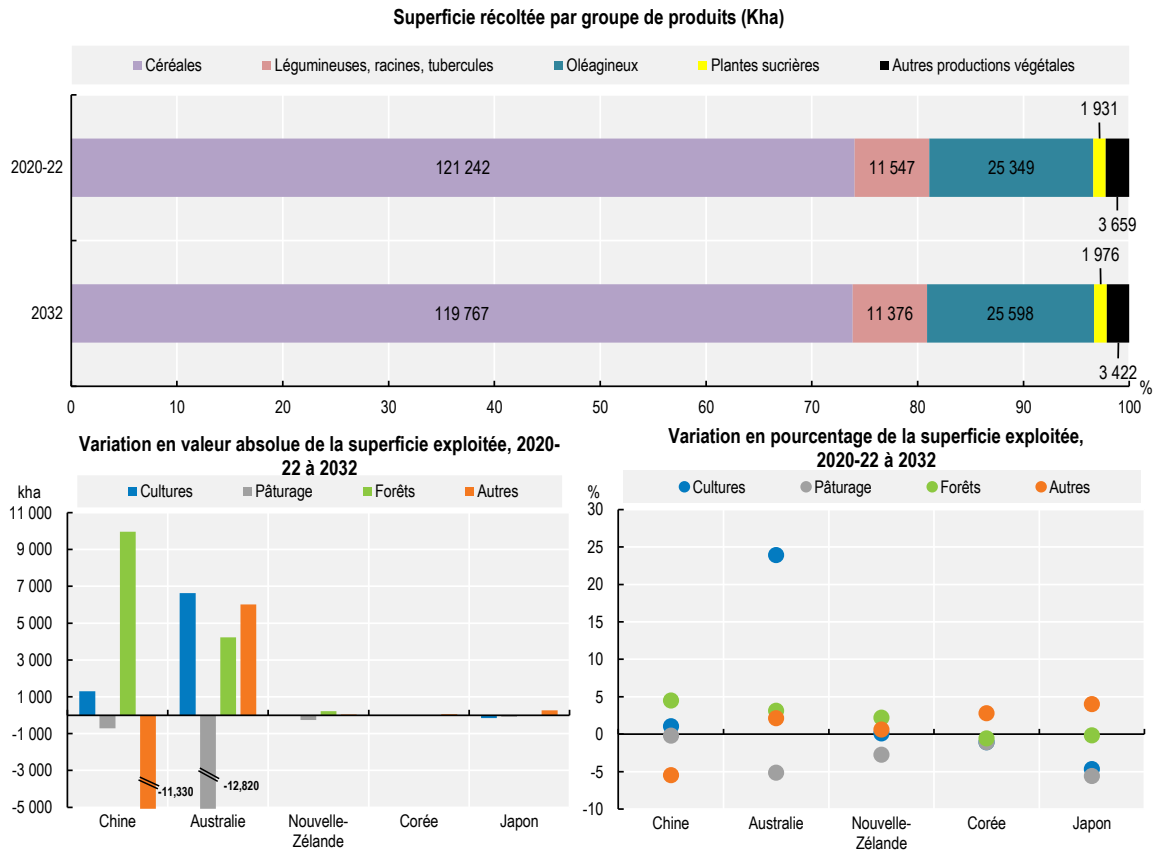 Superficie récoltée par groupe de produits (Kha)
Céréales Légumineuses, racines, tubercules Oléagineux Plantes sucrières Autres productions végétales
1 931
2020-22 121 242 11 547 25 349
3 659
1 976
2032 119 767 11 376 25 598
3 422
%
0 10 20 30 40 50 60 70 80 90 100
Variation en valeur absolue de la superficie exploitée, 2020-
22 à 2032
kha
Cultures Pâturage Forêts Autres
11 000
9 000
7 000
5 000
3 000
1 000
-1 000
-3 000
-5 000
-11,330
-12,820
Chine Australie Nouvelle-
Zélande Corée Japon
Variation en pourcentage de la superficie exploitée,
2020-22 à 2032
%
Cultures Pâturage Forêts Autres
30
25
20
15
10
5
0
-5
-10
Chine Australie Nouvelle-
Zélande Corée Japon